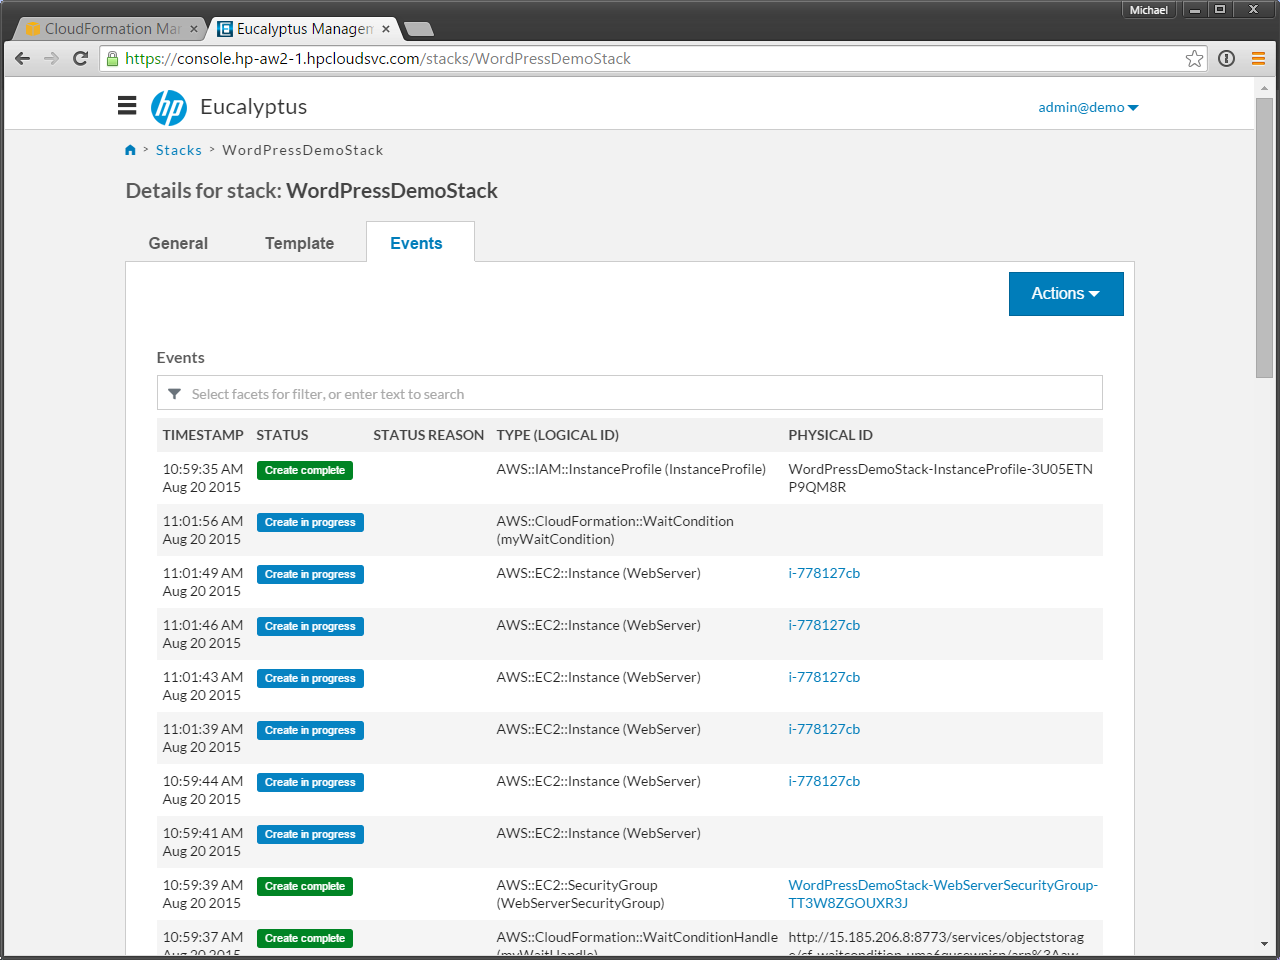 Michael
CloudFormation Mar
Eucalyptus Managem
https://console.hp-aw2-1.hpcloudsvc.com/stacks/WordPressDemoStack
hp Eucalyptus
admin@demo
> Stacks > WordPressDemoStack
Details for stack: WordPressDemoStack
General Template Events
Actions
Events
Select facets for filter, or enter text to search
TIMESTAMP STATUS STATUS REASON TYPE (LOGICAL ID) PHYSICAL ID
10:59:35 AM Create complete AWS::IAM::InstanceProfile (InstanceProfile) WordPressDemoStack-InstanceProfile-3U05ETN
Aug 20 2015 P9QM8R
11:01:56 AM Create in progress AWS::CloudFormation::WaitCondition
Aug 20 2015 (myWaitCondition)
11:01:49 AM Create in progress AWS::EC2::Instance (WebServer) i-778127cb
Aug 20 2015
11:01:46 AM Create in progress AWS::EC2::Instance (WebServer) i-778127cb
Aug 20 2015
11:01:43 AM Create in progress AWS::EC2::Instance (WebServer) i-778127cb
Aug 20 2015
11:01:39 AM Create in progress AWS::EC2::Instance (WebServer) i-778127cb
Aug 20 2015
10:59:44 AM Create in progress AWS::EC2::Instance (WebServer) i-778127cb
Aug 20 2015
10:59:41 AM Create in progress AWS::EC2::Instance (WebServer)
Aug 20 2015
10:59:39 AM Create complete AWS::EC2::SecurityGroup WordPressDemoStack-WebServerSecurityGroup-
Aug 20 2015 (WebServerSecurityGroup) TT3W8ZGOUXR3J
10:59:37 AM Create complete AWS::CloudFormation::WaitConditionHandle http://15.185.206.8:8773/services/objectstorag
Aug 20 2015 (myWaitHandle)